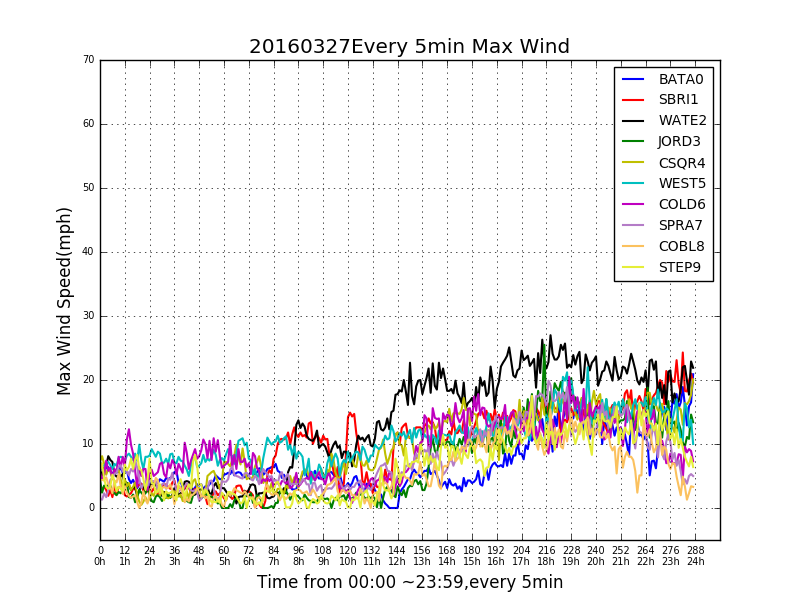 20160327Every 5min Max Wind
Max Wind Speed(mph)
70
60
50
40
30
20
10
0
BATA0
SBRI1
WATE2
JORD3
CSQR4
WEST5
COLD6
SPRA7
COBL8
STEP9
0 12 24 36 48 60 72 84 96 108 120 132 144 156 168 180 192 204 216 228 240 252 264 276 288
0h 1h 2h 3h 4h 5h 6h 7h 8h 9h 10h 11h 12h 13h 14h 15h 16h 17h 18h 19h 20h 21h 22h 23h 24h
Time from 00:00 ~23:59,every 5min